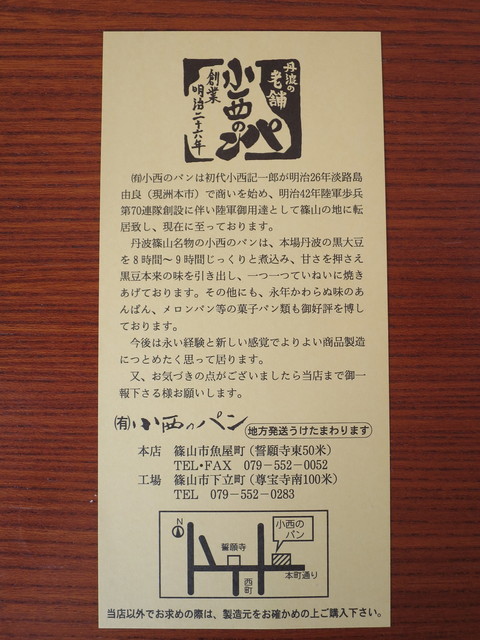 丹波の
老舗
小西の
パン
創業
明治二十六年
㈲小西のパンは初代小西記一郎が明治26年淡路島
由良（現洲本市）で商いを始め、明治42年陸軍歩兵
第70連隊創設に伴い陸軍御用達として篠山の地に転
居致し、現在に至っております。
丹波篠山名物の小西のパンは、本場丹波の黒大豆
を８時間〜９時間じっくりと煮込み、甘さを押さえ
黒豆本来の味を引き出し、一つ一つていねいに焼き
あげております。その他にも、永年かわらぬ味のあ
んぱん、メロンパン等の菓子パン類も御好評を博し
ております。
今後は永い経験と新しい感覚でよりよい商品製造
につとめたく思って居ります。
又、お気づきの点がございましたら当店まで御一
報下さる様お願いします。
㈲小西のパン 地方発送うけたまわります
本店 篠山市魚屋町（誓願寺東50米）
TEL・FAX 079−552−0052
工場 篠山市下立町（尊宝寺南100米）
TEL 079−552−0283
N
小西の
パン
誓願寺
西町
本町通り
当店以外でお求めの際は、製造元をお確かめの上ご購入下さい。